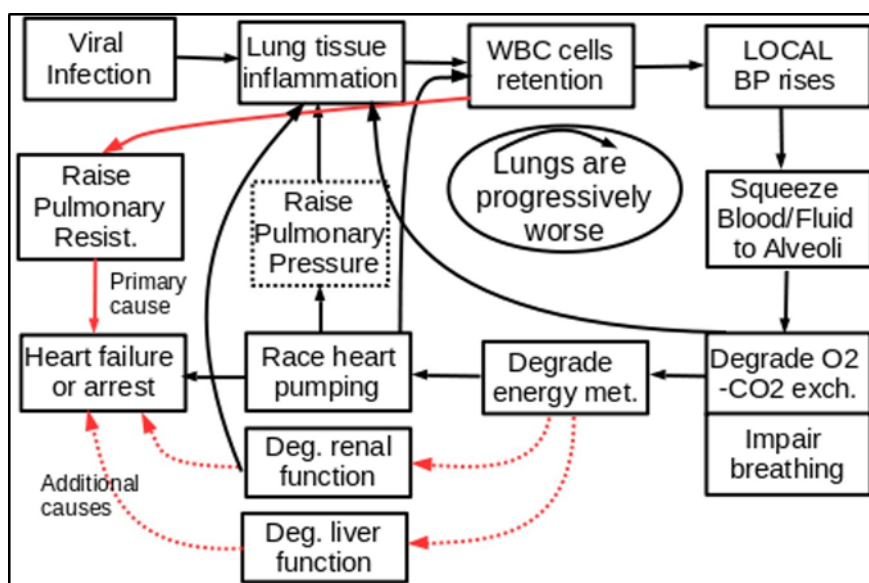 Viral
Infection
Lung tissue
inflammation
WBC cells
retention
LOCAL
BP rises
Raise
Pulmonary
Resist.
Raise
Pulmonary
Pressure
Lungs are
progressively
worse
Squeeze
Blood/Fluid
to Alveoli
Primary
cause
Heart failure
or arrest
Race heart
pumping
Degrade
energy met.
Degrade O2
-CO2 exch.
Impair
breathing
Deg. renal
function
Additional
causes
Deg. liver
function